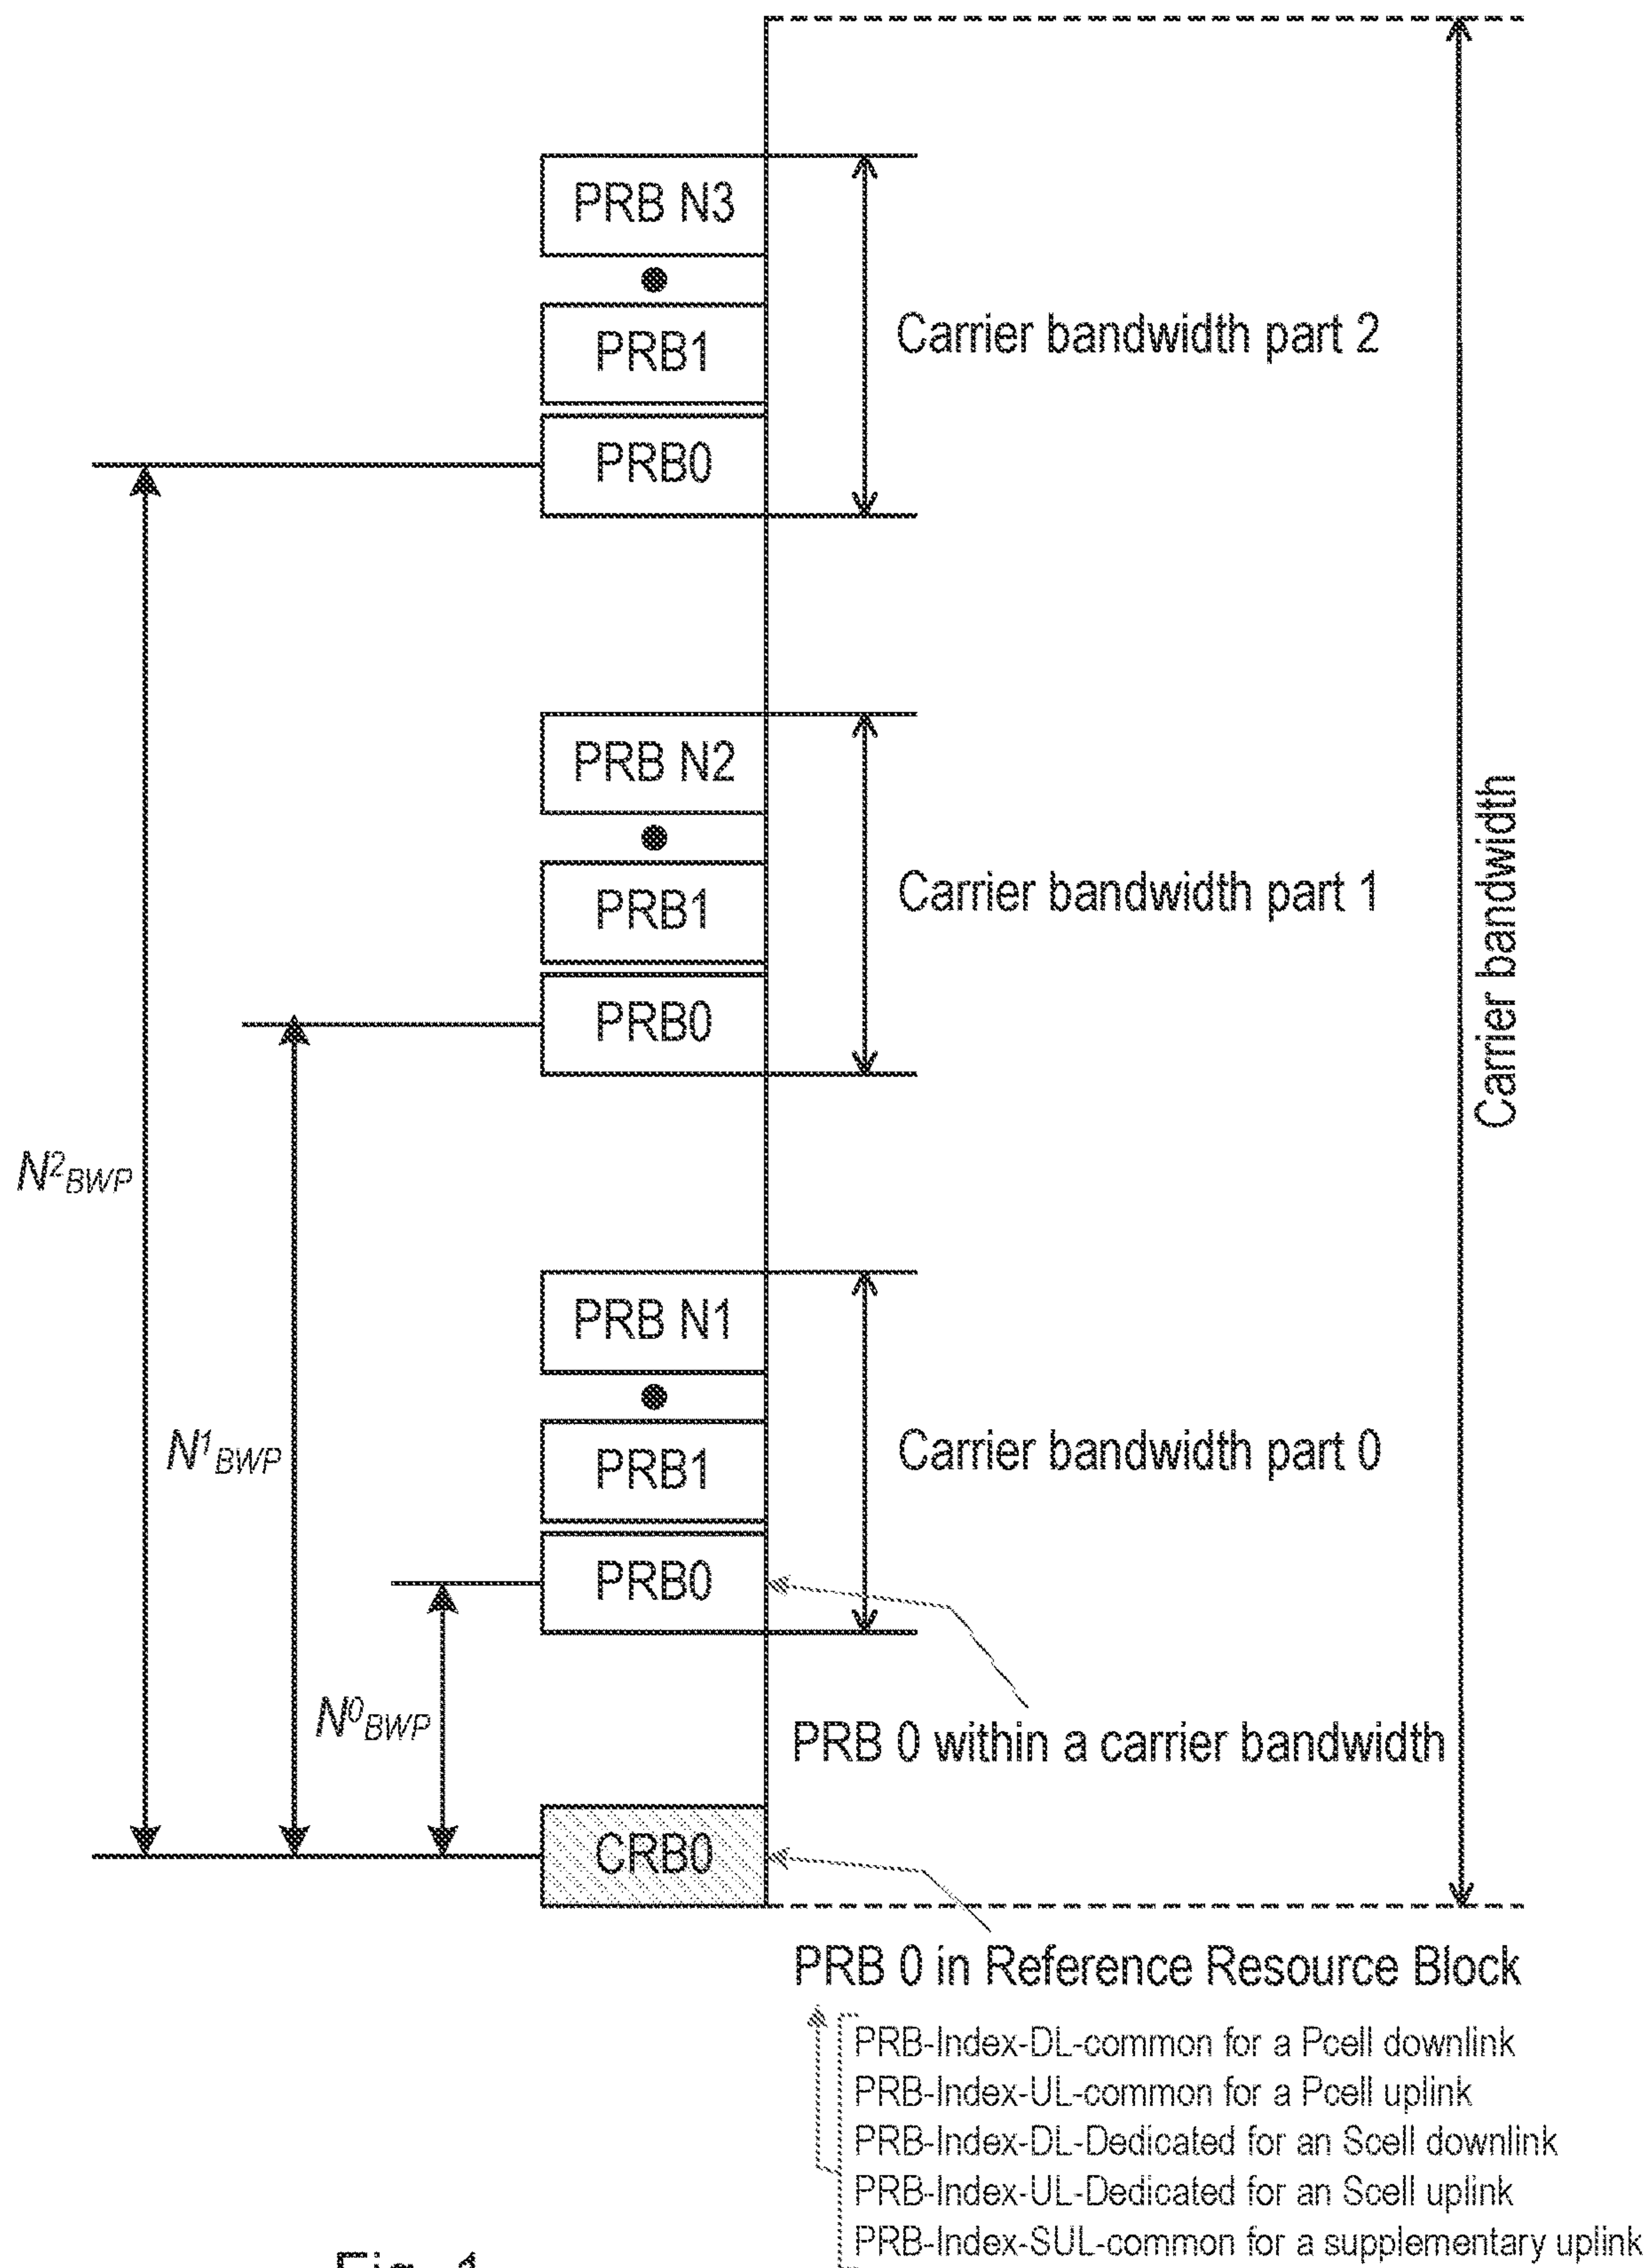 PRB N3
PRB1
Carrier bandwidth part 2
PRB0
PRB N2
PRB1
Carrier bandwidth part 1
PRB0
Carrier bandwidth
N²BWP
PRB N1
PRB1
Carrier bandwidth part 0
N¹BWP
PRB0
N⁰BWP
PRB 0 within a carrier bandwidth
CRB0
PRB 0 in Reference Resource Block
PRB-Index-DL-common for a Pcell downlink
PRB-Index-UL-common for a Pcell uplink
PRB-Index-DL-Dedicated for an Scell downlink
PRB-Index-UL-Dedicated for an Scell uplink
PRB-Index-SUL-common for a supplementary uplink
Fig. 1